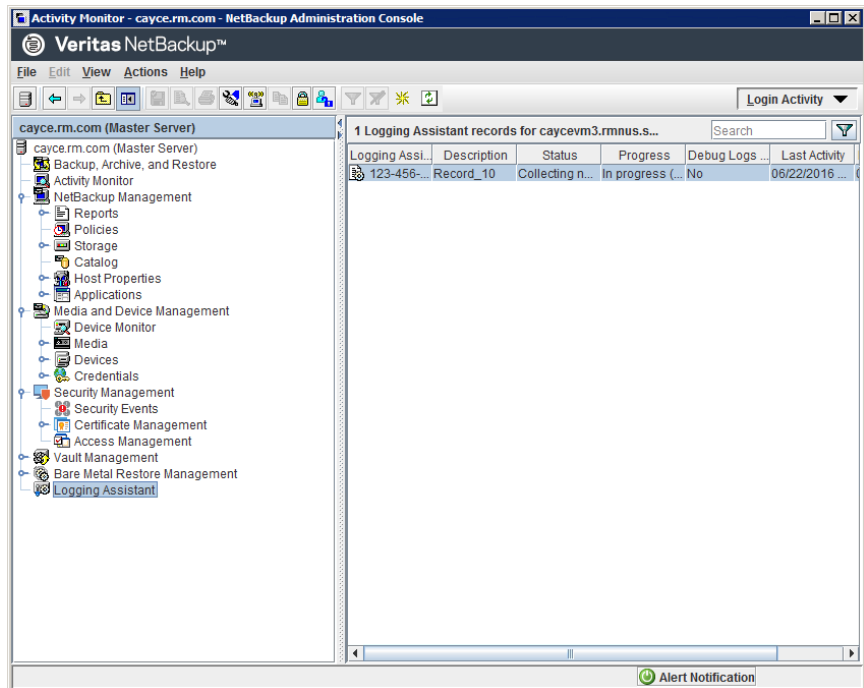 Activity Monitor - cayce.rm.com - NetBackup Administration Console
Veritas NetBackup™
File Edit View Actions Help
Login Activity
cayce.rm.com (Master Server)
cayce.rm.com (Master Server)
Backup, Archive, and Restore
Activity Monitor
NetBackup Management
Reports
Policies
Storage
Catalog
Host Properties
Applications
Media and Device Management
Device Monitor
Media
Devices
Credentials
Security Management
Security Events
Certificate Management
Access Management
Vault Management
Bare Metal Restore Management
Logging Assistant
1 Logging Assistant records for caycevm3.rmnus.s...
Search
Logging Assi... Description Status Progress Debug Logs ... Last Activity
123-456-... Record_10 Collecting n... In progress (... No 06/22/2016 ...
Alert Notification